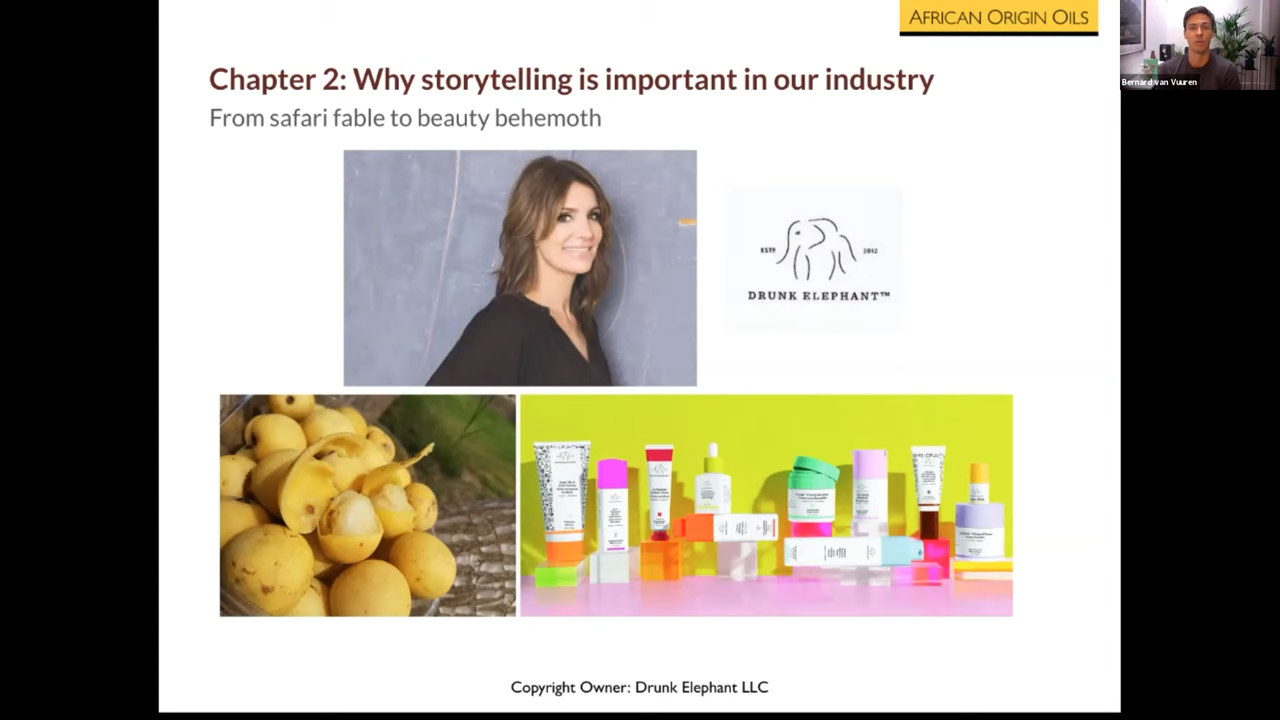 AFRICAN ORIGIN OILS
Bernard van Vuuren
Chapter 2: Why storytelling is important in our industry
From safari fable to beauty behemoth
ESTD 2012
DRUNK ELEPHANT™
Copyright Owner: Drunk Elephant LLC